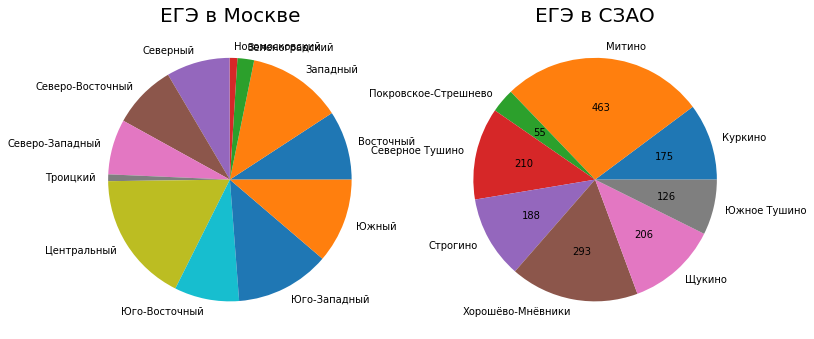 ЕГЭ в Москве
Новомосковский
Зеленоградский
Северный
Западный
Северо-Восточный
Северо-Западный
Восточный
Троицкий
Южный
Центральный
Юго-Западный
Юго-Восточный
ЕГЭ в СЗАО
Митино
463
Покровское-Стрешнево
55
Куркино
175
Северное Тушино
210
126
Южное Тушино
188
206
Строгино
293
Щукино
Хорошёво-Мнёвники